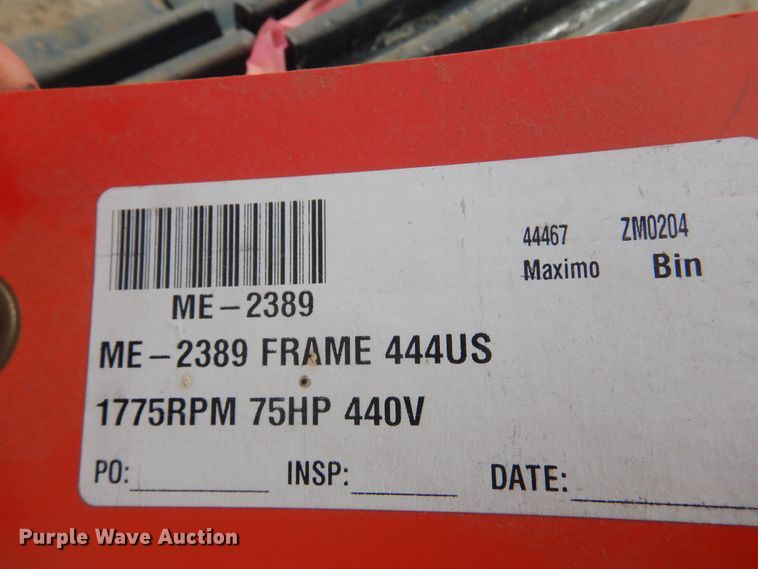 44467 ZM0204
Maximo Bin
ME-2389
ME-2389 FRAME 444US
1775RPM 75HP 440V
PO: INSP: DATE:
Purple Wave Auction